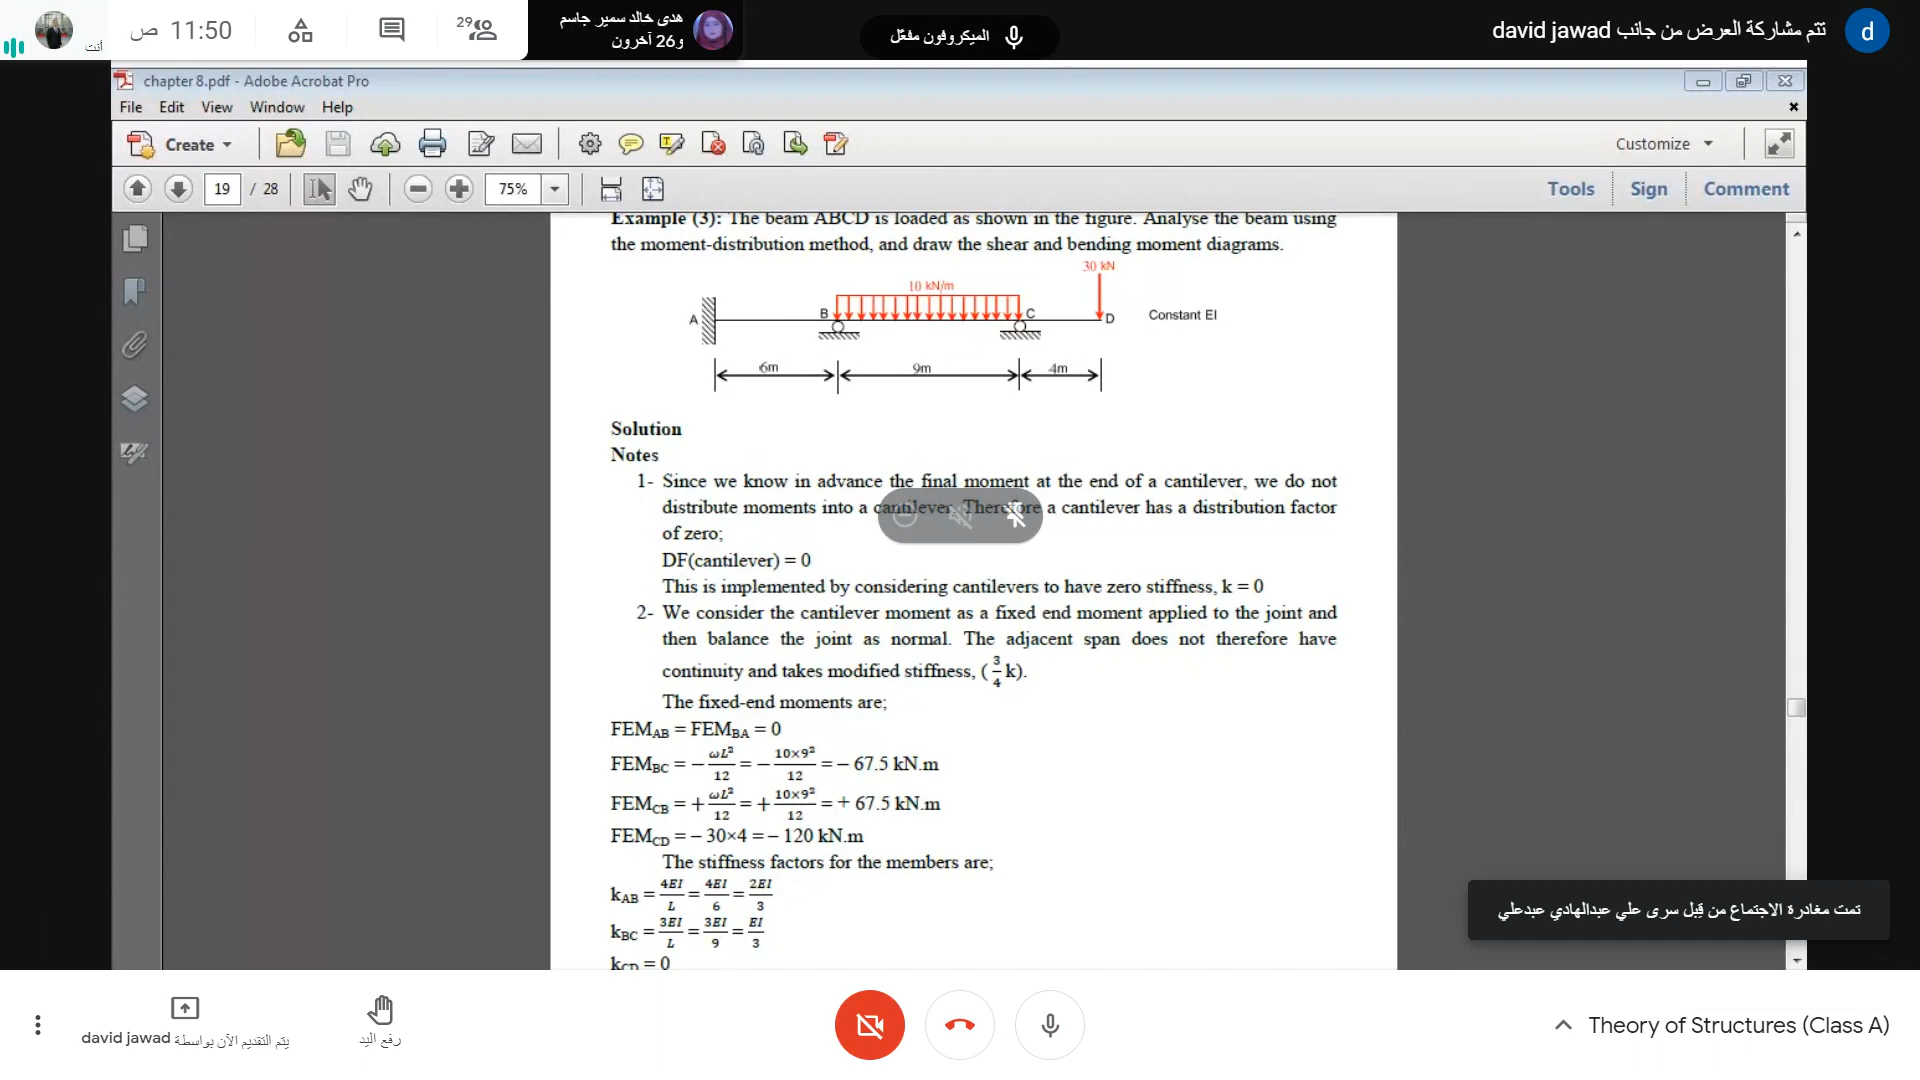 أنت
11:50 ص
29
هدى خالد سمير جاسم
و26 آخرون
الميكروفون مفعّل
تتم مشاركة العرض من جانب david jawad
d
chapter 8.pdf - Adobe Acrobat Pro
File Edit View Window Help
Create
Customize
19 / 28
75%
Tools Sign Comment
Example (3): The beam ABCD is loaded as shown in the figure. Analyse the beam using
the moment-distribution method, and draw the shear and bending moment diagrams.
30 kN
10 kN/m
A
B
C
D
Constant EI
6m
9m
4m
Solution
Notes
1- Since we know in advance the final moment at the end of a cantilever, we do not
distribute moments into a cantilever. Therefore a cantilever has a distribution factor
of zero;
DF(cantilever) = 0
This is implemented by considering cantilevers to have zero stiffness, k = 0
2- We consider the cantilever moment as a fixed end moment applied to the joint and
then balance the joint as normal. The adjacent span does not therefore have
continuity and takes modified stiffness, (3/4 k).
The fixed-end moments are;
FEM_AB = FEM_BA = 0
FEM_BC = − ωL²/12 = − 10×9²/12 = − 67.5 kN.m
FEM_CB = + ωL²/12 = + 10×9²/12 = + 67.5 kN.m
FEM_CD = − 30×4 = − 120 kN.m
The stiffness factors for the members are;
k_AB = 4EI/L = 4EI/6 = 2EI/3
k_BC = 3EI/L = 3EI/9 = EI/3
k_CD = 0
تمت مغادرة الاجتماع من قِبل سرى علي عبدالهادي عبدعلي
يتم التقديم الآن بواسطة david jawad
رفع اليد
Theory of Structures (Class A)